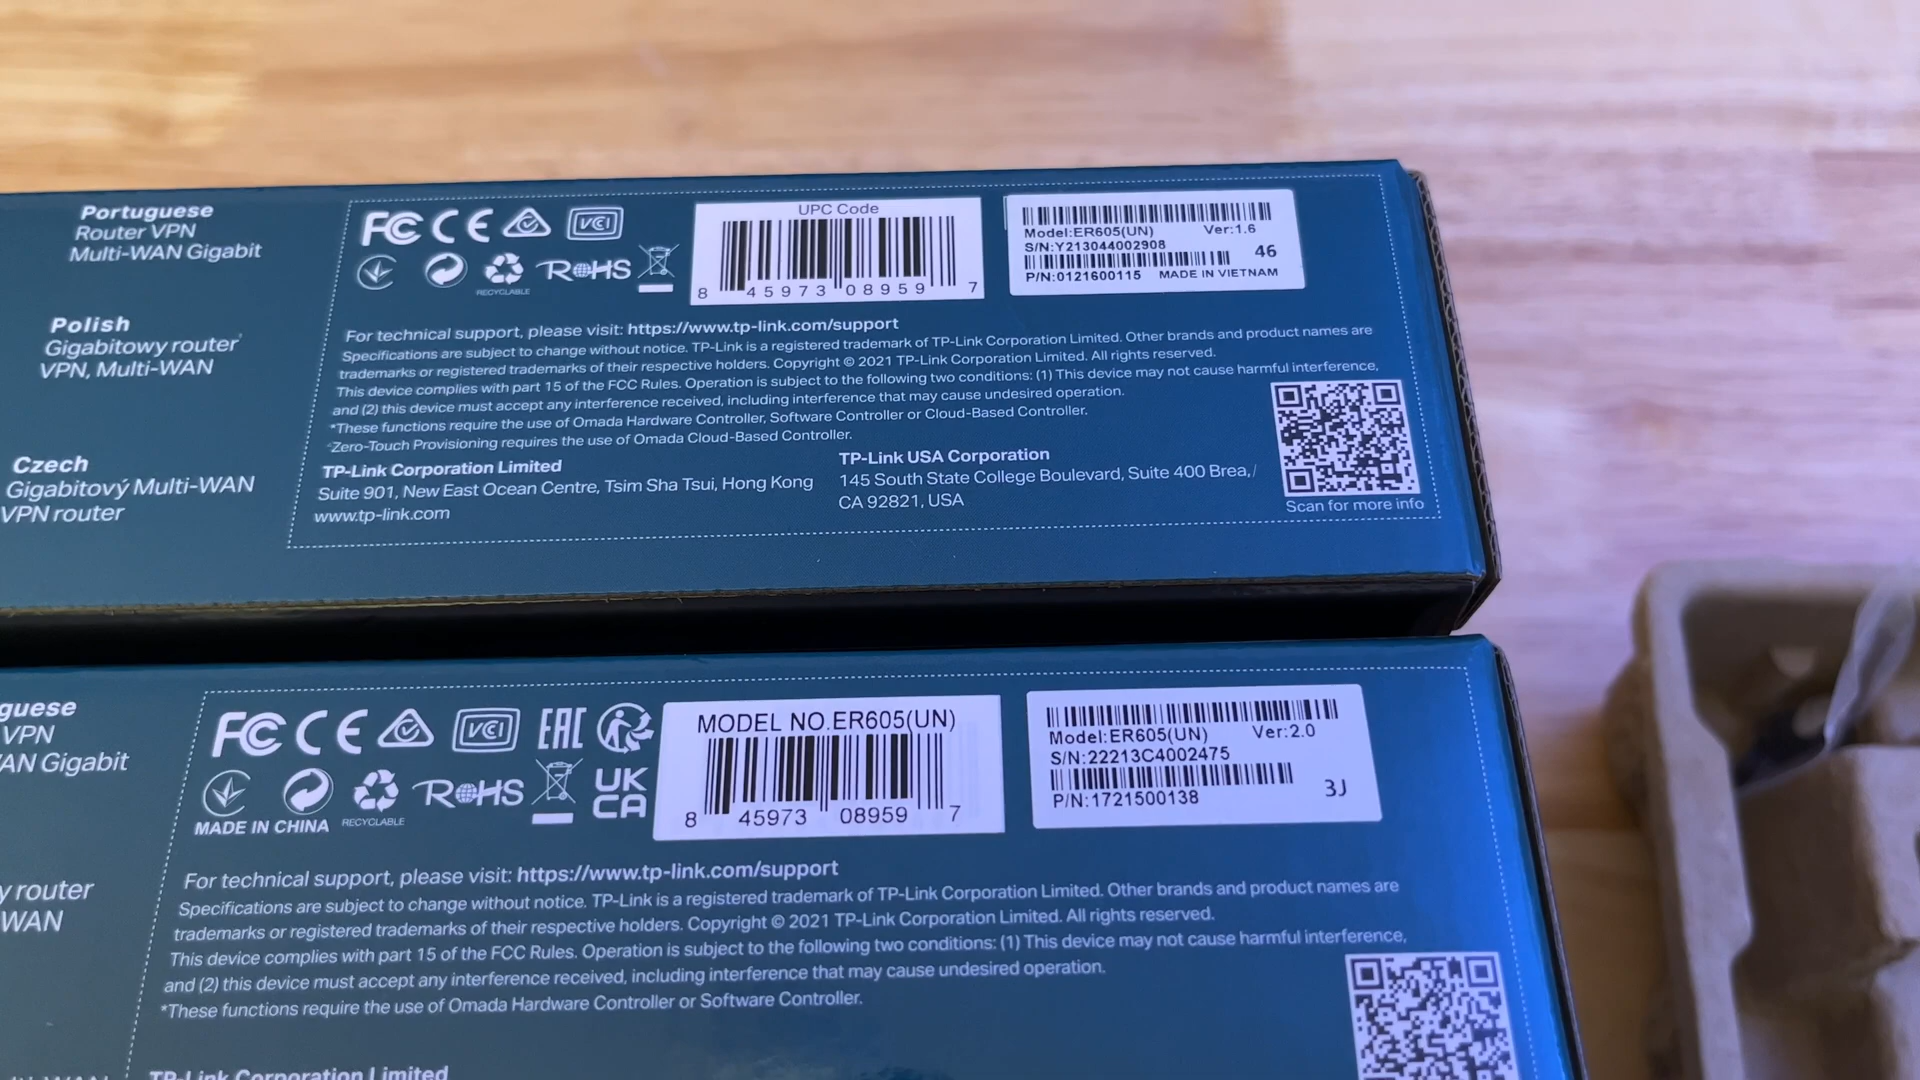 Portuguese
Router VPN
Multi-WAN Gigabit
Polish
Gigabitowy router
VPN, Multi-WAN
Czech
Gigabitový Multi-WAN
VPN router
FC CE VCI
RECYCLABLE
RoHS
UPC Code
8 45973 08959 7
Model:ER605(UN) Ver:1.6
S/N:Y213044002908
46
P/N:0121600115 MADE IN VIETNAM
For technical support, please visit: https://www.tp-link.com/support
Specifications are subject to change without notice. TP-Link is a registered trademark of TP-Link Corporation Limited. Other brands and product names are
trademarks or registered trademarks of their respective holders. Copyright © 2021 TP-Link Corporation Limited. All rights reserved.
This device complies with part 15 of the FCC Rules. Operation is subject to the following two conditions: (1) This device may not cause harmful interference,
and (2) this device must accept any interference received, including interference that may cause undesired operation.
*These functions require the use of Omada Hardware Controller, Software Controller or Cloud-Based Controller.
Zero-Touch Provisioning requires the use of Omada Cloud-Based Controller.
TP-Link Corporation Limited
Suite 901, New East Ocean Centre, Tsim Sha Tsui, Hong Kong
www.tp-link.com
TP-Link USA Corporation
145 South State College Boulevard, Suite 400 Brea,/
CA 92821, USA
Scan for more info
guese
VPN
AN Gigabit
y router
WAN
FC CE VCI EAC
RoHS
UK
CA
MADE IN CHINA
RECYCLABLE
MODEL NO.ER605(UN)
8 45973 08959 7
Model:ER605(UN) Ver:2.0
S/N:22213C4002475
3J
P/N:1721500138
For technical support, please visit: https://www.tp-link.com/support
Specifications are subject to change without notice. TP-Link is a registered trademark of TP-Link Corporation Limited. Other brands and product names are
trademarks or registered trademarks of their respective holders. Copyright © 2021 TP-Link Corporation Limited. All rights reserved.
This device complies with part 15 of the FCC Rules. Operation is subject to the following two conditions: (1) This device may not cause harmful interference,
and (2) this device must accept any interference received, including interference that may cause undesired operation.
*These functions require the use of Omada Hardware Controller or Software Controller.
TP-Link Corporation Limited